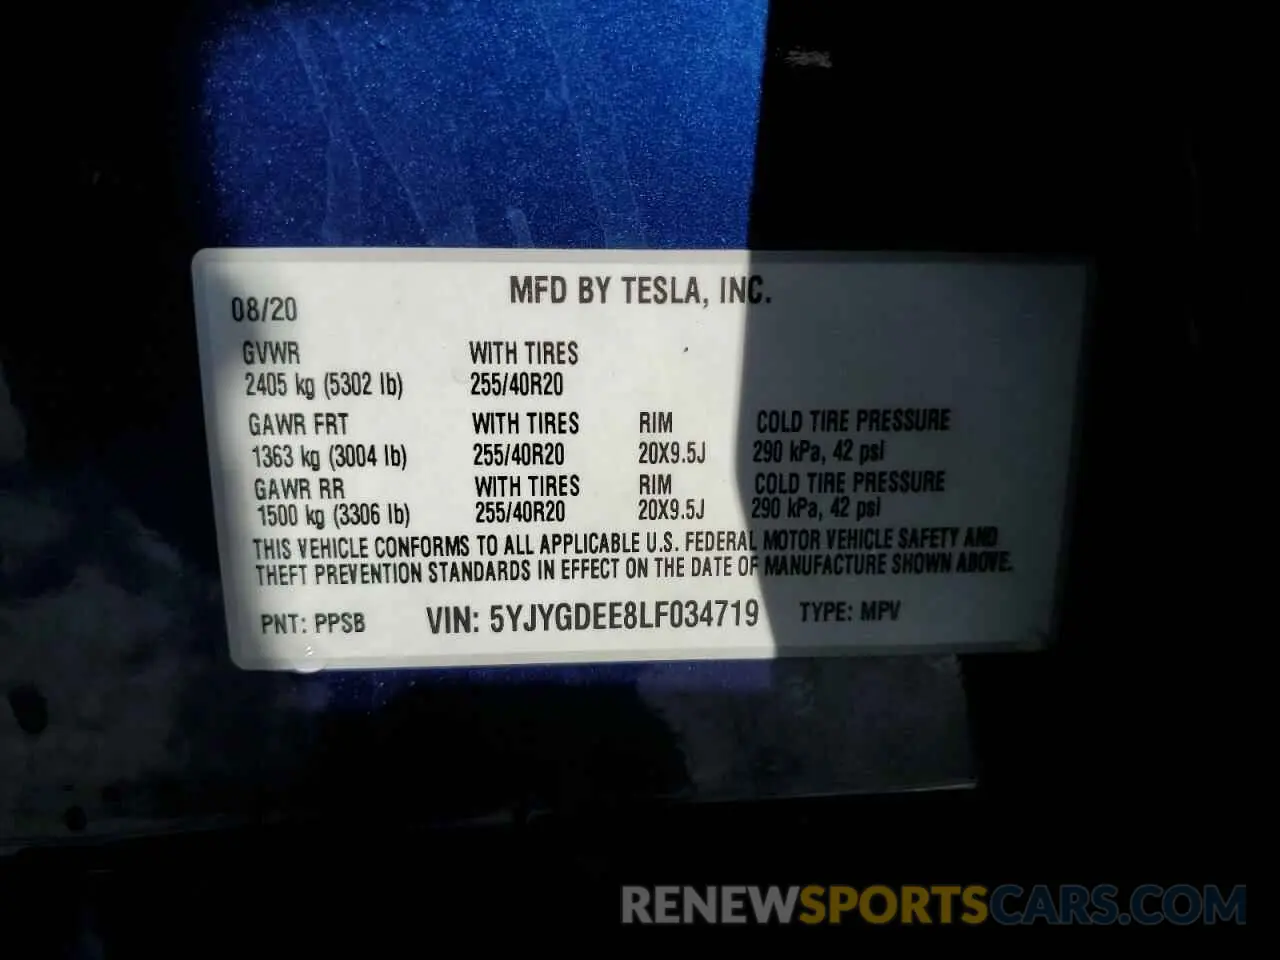 MFD BY TESLA, INC.
08/20
GVWR WITH TIRES
2405 kg (5302 lb) 255/40R20
GAWR FRT WITH TIRES RIM COLD TIRE PRESSURE
1363 kg (3004 lb) 255/40R20 20X9.5J 290 kPa, 42 psi
GAWR RR WITH TIRES RIM COLD TIRE PRESSURE
1500 kg (3306 lb) 255/40R20 20X9.5J 290 kPa, 42 psi
THIS VEHICLE CONFORMS TO ALL APPLICABLE U.S. FEDERAL MOTOR VEHICLE SAFETY AND
THEFT PREVENTION STANDARDS IN EFFECT ON THE DATE OF MANUFACTURE SHOWN ABOVE.
PNT: PPSB VIN: 5YJYGDEE8LF034719 TYPE: MPV
RENEWSPORTSCARS.COM